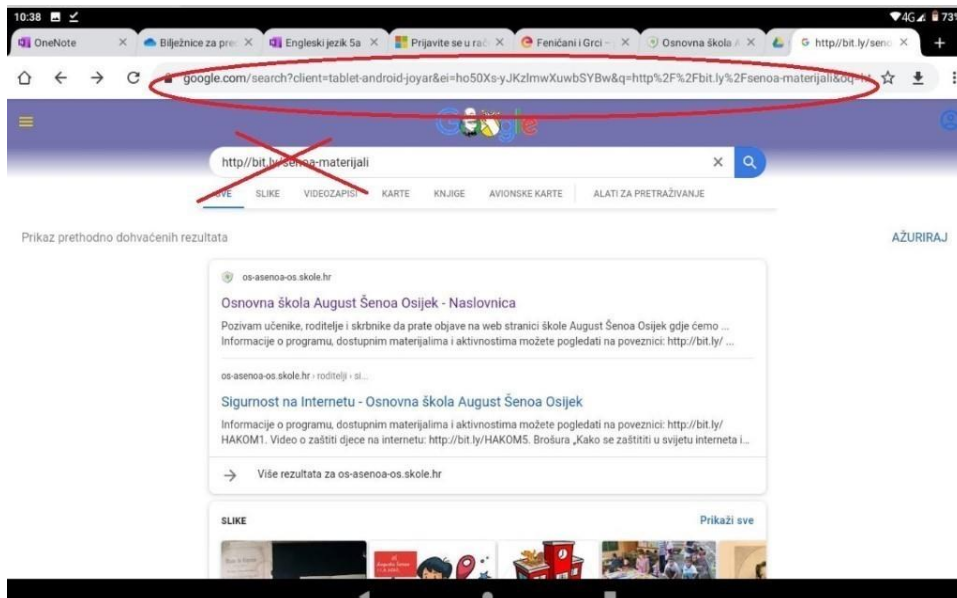 10:38 4G 73%
OneNote Bilježnice za pre Engleski jezik 5a Prijavite se u rač Feničani i Grci – Osnovna škola A http//bit.ly/seno
google.com/search?client=tablet-android-joyar&ei=ho50Xs-yJKzlmwXuwbSYBw&q=http%2F%2Fbit.ly%2Fsenoa-materijali&oq=ht
Google
http//bit.ly/senoa-materijali
SVE SLIKE VIDEOZAPISI KARTE KNJIGE AVIONSKE KARTE ALATI ZA PRETRAŽIVANJE
Prikaz prethodno dohvaćenih rezultata AŽURIRAJ
os-asenoa-os.skole.hr
Osnovna škola August Šenoa Osijek - Naslovnica
Pozivam učenike, roditelje i skrbnike da prate objave na web stranici škole August Šenoa Osijek gdje ćemo ...
Informacije o programu, dostupnim materijalima i aktivnostima možete pogledati na poveznici: http://bit.ly/ ...
os-asenoa-os.skole.hr › roditelji › si...
Sigurnost na Internetu - Osnovna škola August Šenoa Osijek
Informacije o programu, dostupnim materijalima i aktivnostima možete pogledati na poveznici: http://bit.ly/
HAKOM1. Video o zaštiti djece na internetu: http://bit.ly/HAKOM5. Brošura „Kako se zaštititi u svijetu interneta i...
Više rezultata za os-asenoa-os.skole.hr
SLIKE Prikaži sve